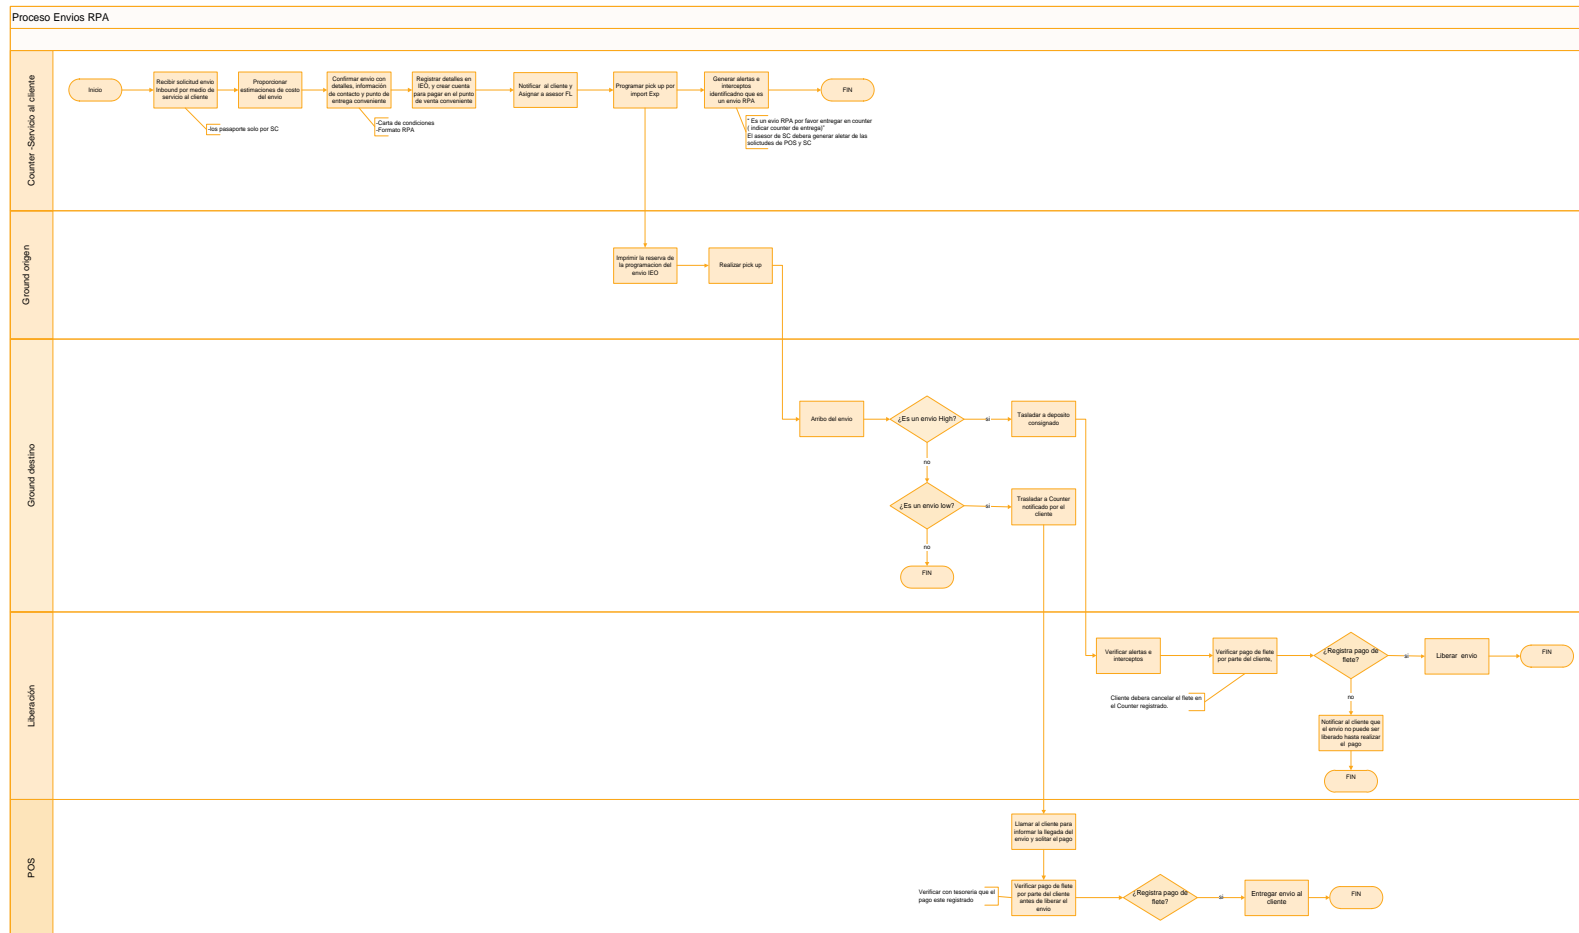 Proceso Envios RPA
Counter -Servicio al cliente
Inicio
Recibir solicitud envio
Inbound por medio de
servicio al cliente
Proporcionar
estimaciones de costo
del envio
Confirmar envio con
detalles, información
de contacto y punto de
entrega conveniente
Registrar detalles en
IEO, y crear cuenta
para pagar en el punto
de venta conveniente
Notificar al cliente y
Asignar a asesor FL
Programar pick up por
import Exp
Generar alertas e
interceptos
identificadno que es
un envio RPA
FIN
-los pasaporte solo por SC
-Carta de condiciones
-Formato RPA
" Es un evio RPA por favor entregar en counter
( indicar counter de entrega)"
El asesor de SC debera generar aletar de las
solictudes de POS y SC
Ground origen
Imprimir la reserva de
la programacion del
envio IEO
Realizar pick up
Ground destino
Arribo del envio
¿Es un envio High?
si
Tasladar a deposito
consignado
no
¿Es un envio low?
si
Trasladar a Counter
notificado por el
cliente
no
FIN
Liberación
Verificar alertas e
interceptos
Verificar pago de flete
por parte del cliente,
¿Registra pago de
flete?
si
Liberar envio
FIN
Cliente debera cancelar el flete en
el Counter registrado.
no
Notificar al cliente que
el envio no puede ser
liberado hasta realizar
el pago
FIN
POS
Llamar al cliente para
informar la llegada del
envio y solitar el pago
Verificar con tesoreria que el
pago este registrado
Verificar pago de flete
por parte del cliente
antes de liberar el
envio
¿Registra pago de
flete?
si
Entregar envio al
cliente
FIN